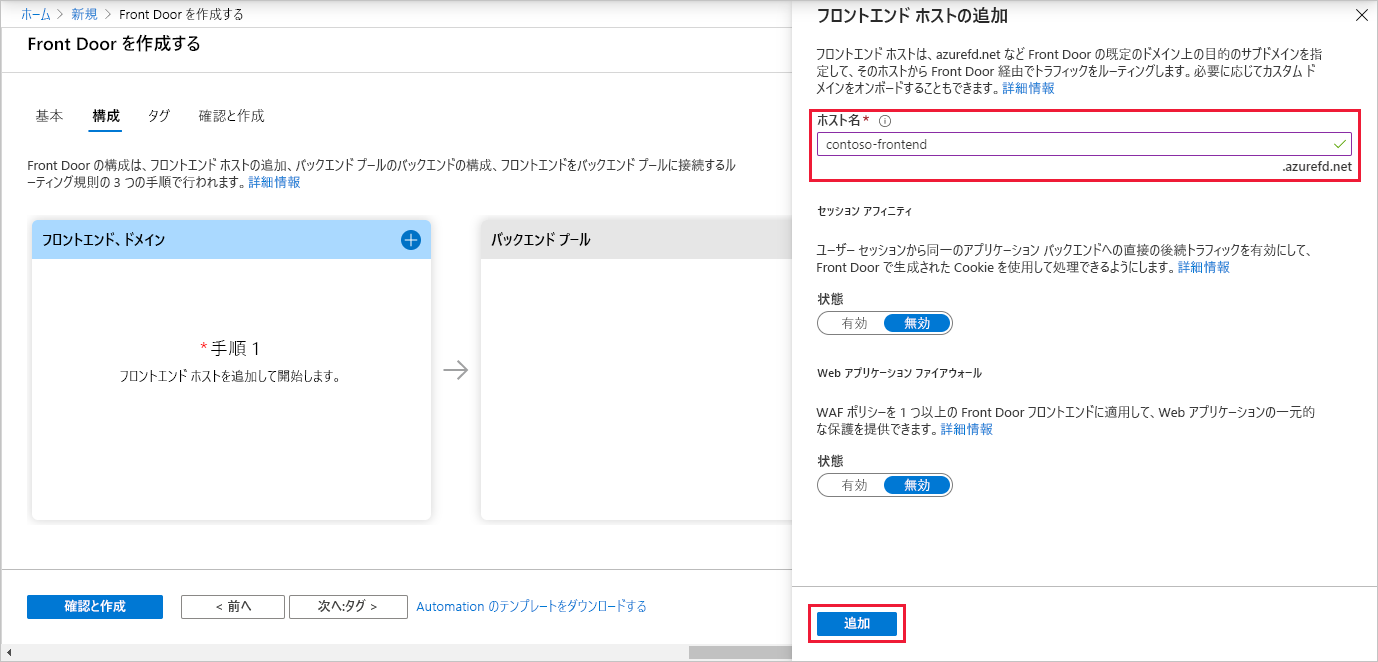 ホーム > 新規 > Front Door を作成する
Front Door を作成する
基本 構成 タグ 確認と作成
Front Door の構成は、フロントエンド ホストの追加、バックエンド プールのバックエンドの構成、フロントエンドをバックエンド プールに接続するル
ーティング規則の 3 つの手順で行われます。詳細情報
フロントエンド、ドメイン
*手順 1
フロントエンド ホストを追加して開始します。
バックエンド プール
確認と作成
< 前へ
次へ:タグ >
Automation のテンプレートをダウンロードする
フロントエンド ホストの追加
フロントエンド ホストは、azurefd.net など Front Door の既定のドメイン上の目的のサブドメインを指
定して、そのホストから Front Door 経由でトラフィックをルーティングします。必要に応じてカスタム ド
メインをオンボードすることもできます。詳細情報
ホスト名*
contoso-frontend
.azurefd.net
セッション アフィニティ
ユーザー セッションから同一のアプリケーション バックエンドへの直接の後続トラフィックを有効にして、
Front Door で生成された Cookie を使用して処理できるようにします。詳細情報
状態
有効 無効
Web アプリケーション ファイアウォール
WAF ポリシーを 1 つ以上の Front Door フロントエンドに適用して、Web アプリケーションの一元的
な保護を提供できます。詳細情報
状態
有効 無効
追加